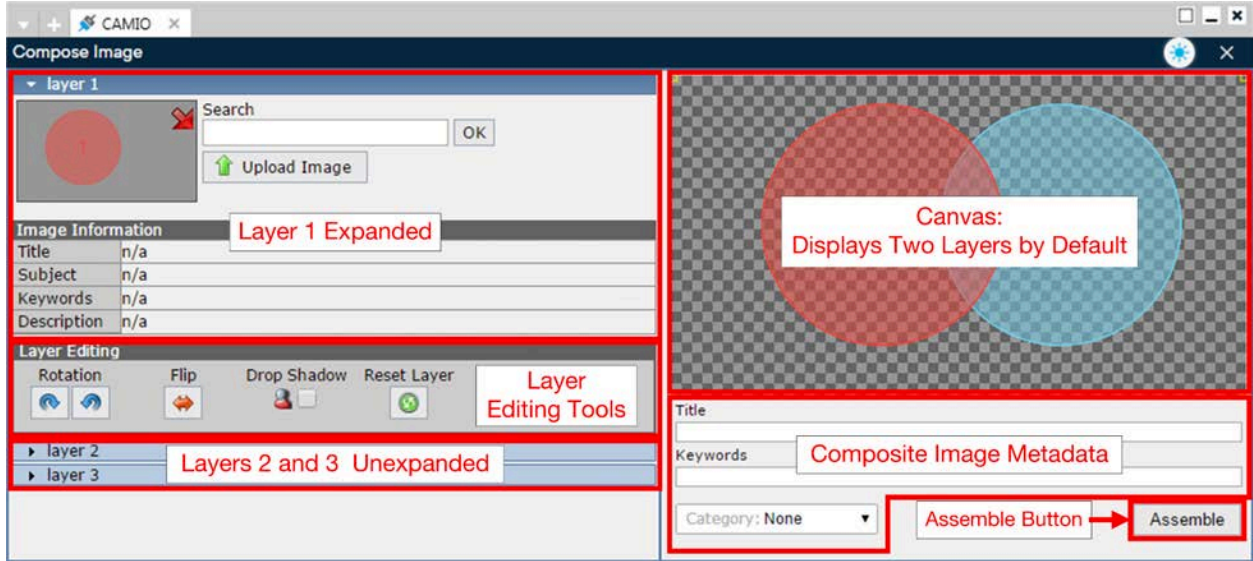 CAMIO
Compose Image
layer 1
1
Search
OK
Upload Image
Layer 1 Expanded
Image Information
Title n/a
Subject n/a
Keywords n/a
Description n/a
Layer Editing
Rotation Flip Drop Shadow Reset Layer
Layer
Editing Tools
layer 2
layer 3
Layers 2 and 3 Unexpanded
Canvas:
Displays Two Layers by Default
Title
Keywords
Composite Image Metadata
Category: None
Assemble Button
Assemble